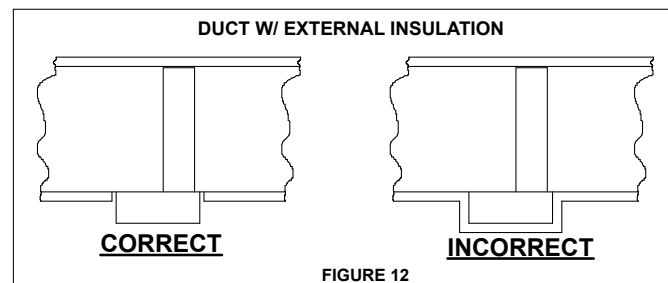 DUCT W/ EXTERNAL INSULATION
CORRECT
INCORRECT
FIGURE 12